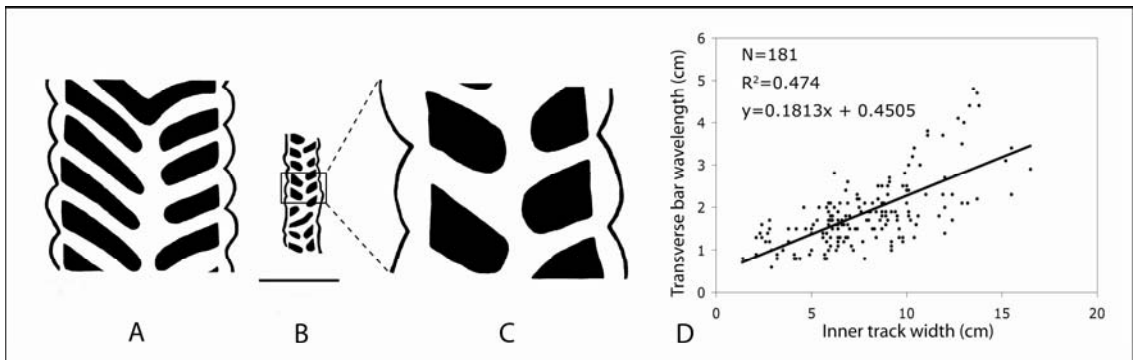 A
B
C
D
Transverse bar wavelength (cm)
6
5
4
3
2
1
0
N=181
R²=0.474
y=0.1813x + 0.4505
0
5
10
15
20
Inner track width (cm)